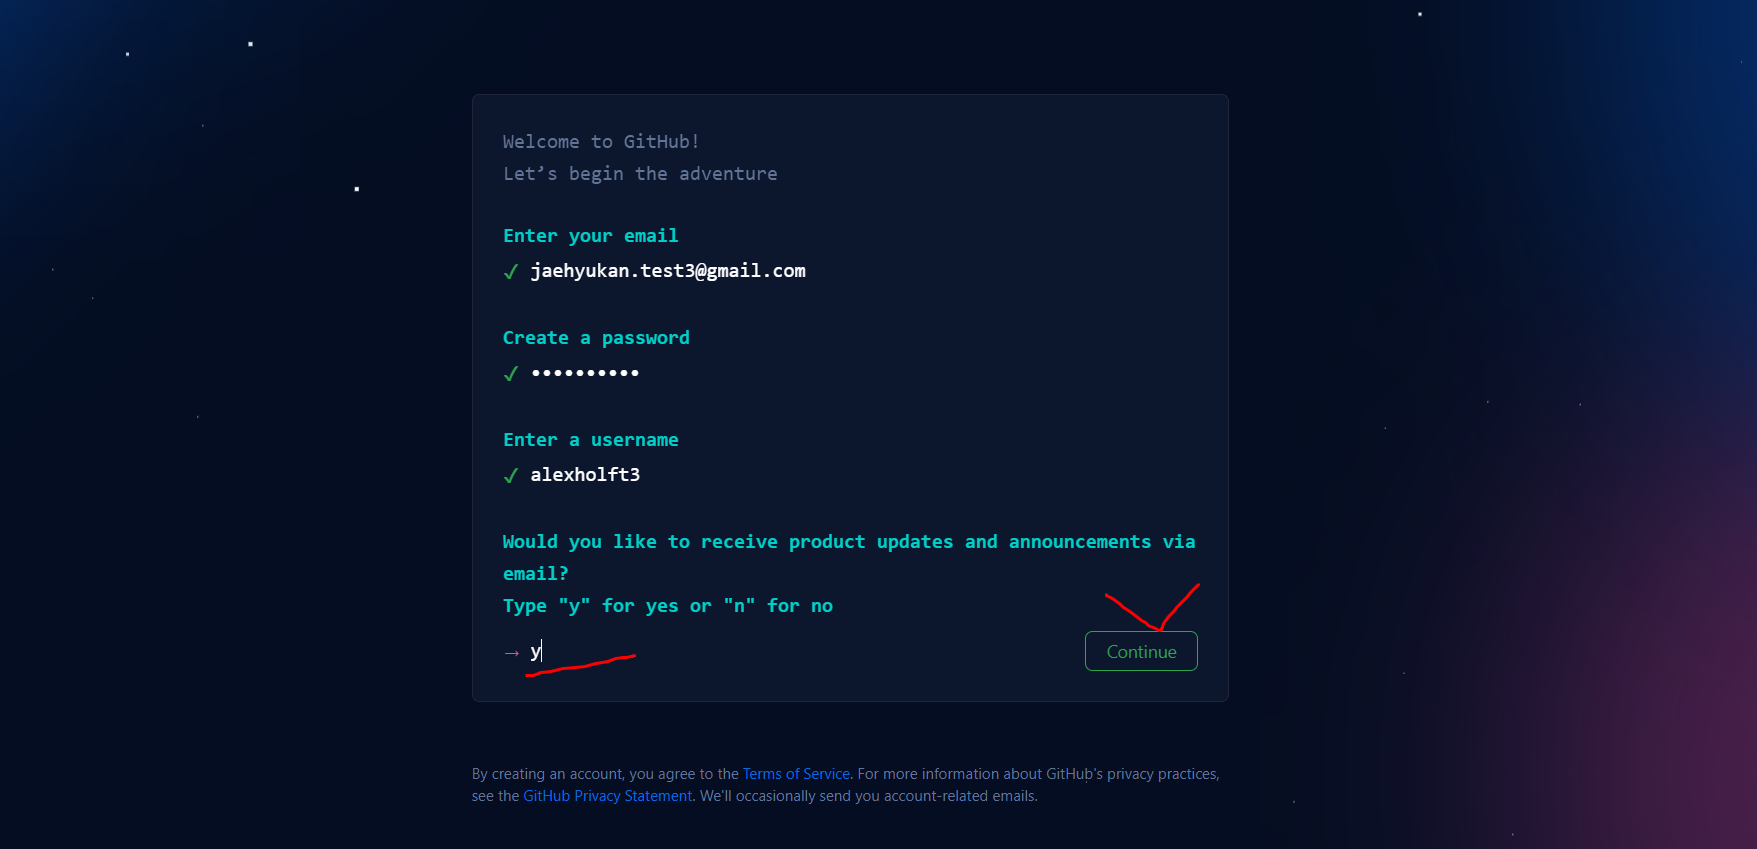 Welcome to GitHub!
Let’s begin the adventure
Enter your email
✓ jaehyukan.test3@gmail.com
Create a password
✓ ••••••••••
Enter a username
✓ alexholft3
Would you like to receive product updates and announcements via
email?
Type "y" for yes or "n" for no
→ y
Continue
By creating an account, you agree to the Terms of Service. For more information about GitHub's privacy practices,
see the GitHub Privacy Statement. We'll occasionally send you account-related emails.